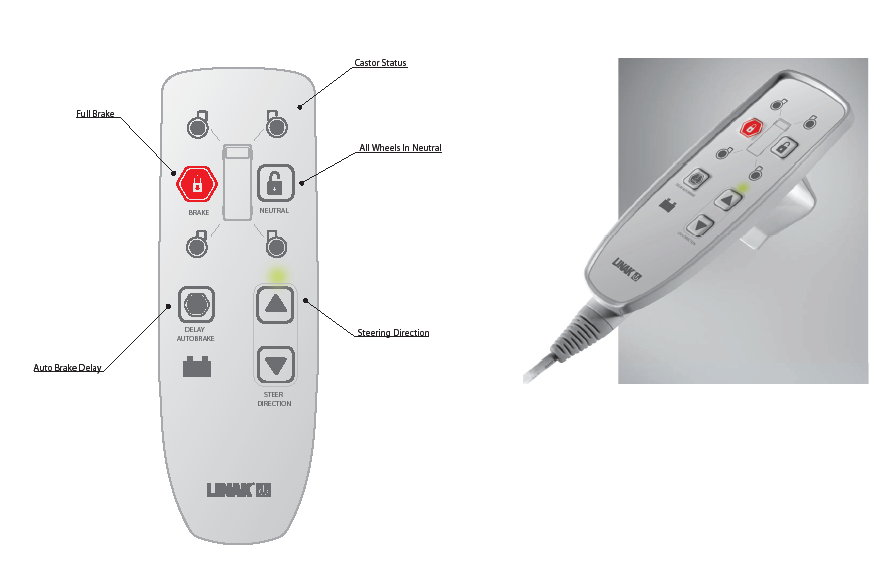 Castor Status
Full Brake
All Wheels In Neutral
BRAKE
NEUTRAL
DELAY
AUTOBRAKE
Steering Direction
Auto Brake Delay
STEER
DIRECTION
LINAK
LINAK